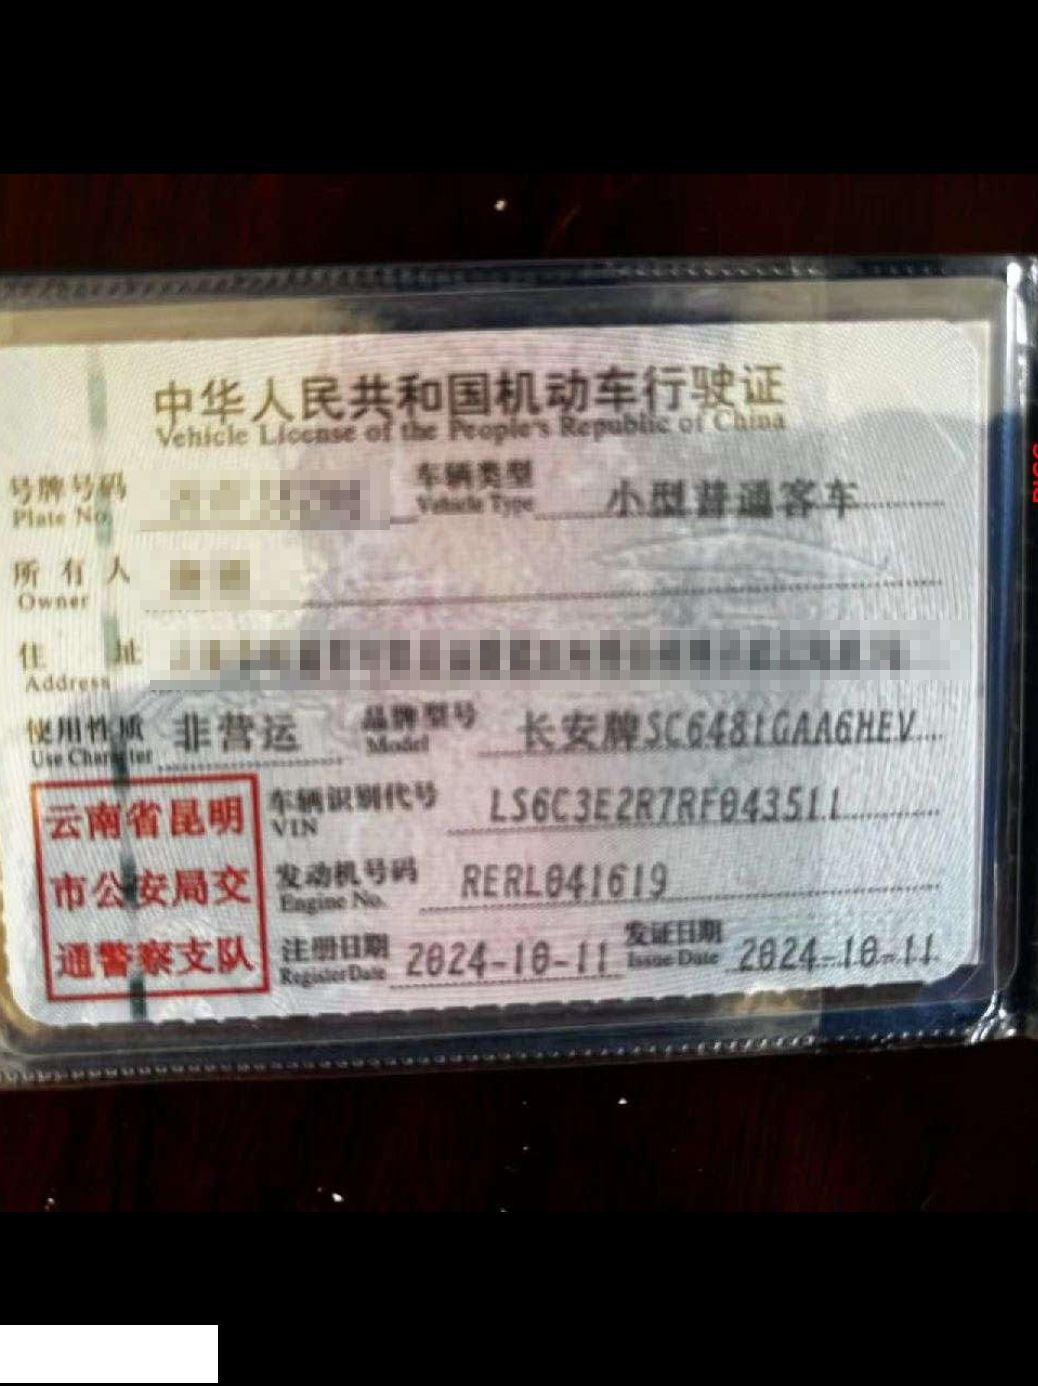 中华人民共和国机动车行驶证
Vehicle License of the People's Republic of China
号牌号码
Plate No.
车辆类型 小型普通客车
Vehicle Type
所有人
Owner
住址
Address
使用性质 非营运 品牌型号 长安牌SC6481GAA6HEV
Use Character Model
云南省昆明
市公安局交
通警察支队
车辆识别代号 LS6C3E2R7RF043511
VIN
发动机号码 RERL041619
Engine No.
注册日期 2024-10-11 发证日期 2024-10-11
Register Date Issue Date
PICC